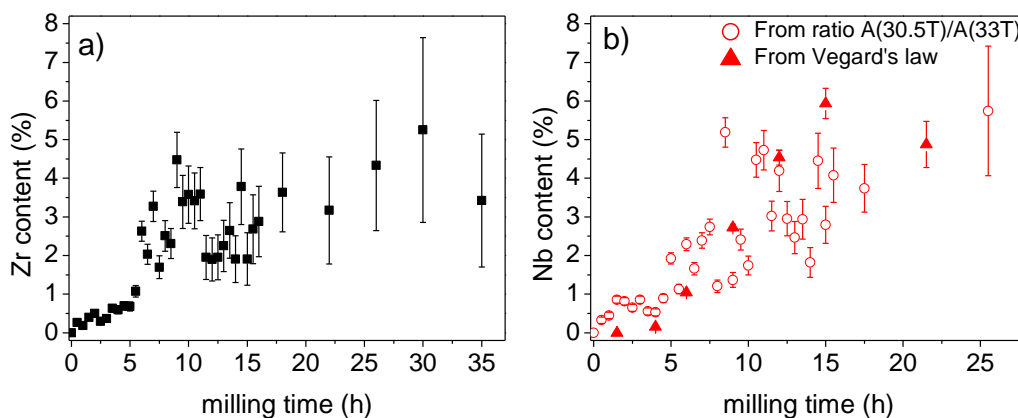 a)
8
7
6
5
4
3
2
1
0
Zr content (%)
0 5 10 15 20 25 30 35
milling time (h)
b)
From ratio A(30.5T)/A(33T)
From Vegard's law
8
7
6
5
4
3
2
1
0
Nb content (%)
0 5 10 15 20 25
milling time (h)